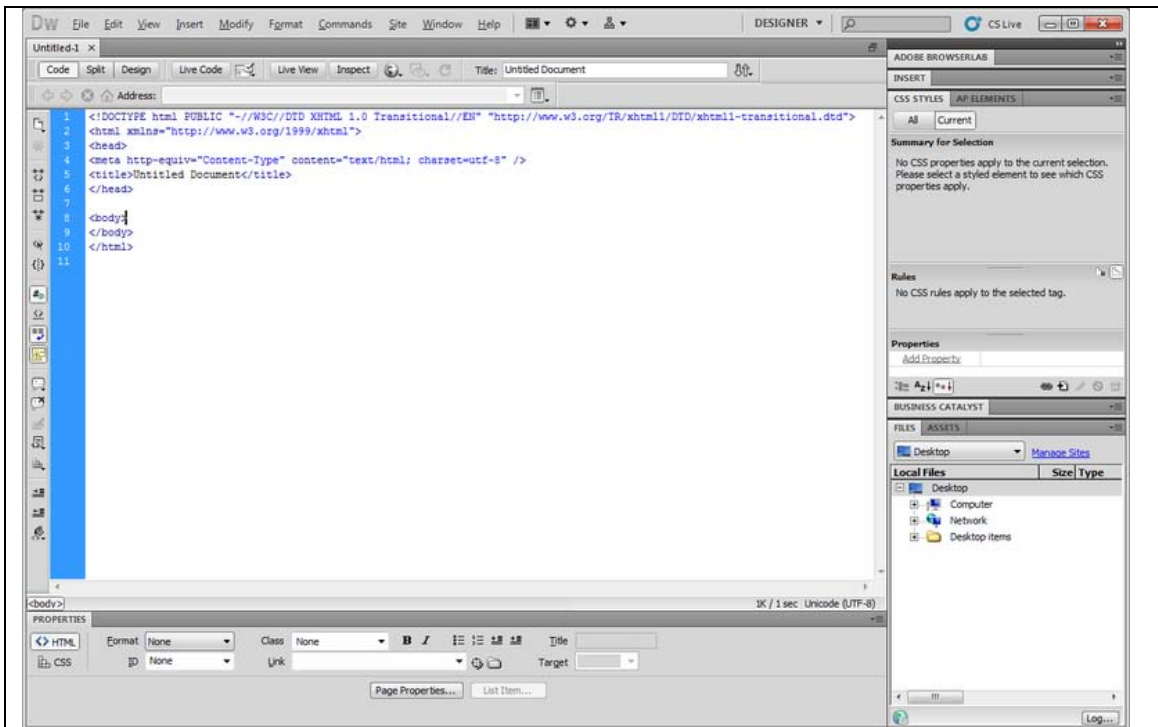 DW File Edit View Insert Modify Format Commands Site Window Help DESIGNER CS Live
Untitled-1 ×
Code Split Design Live Code Live View Inspect Title: Untitled Document
Address:
1 <!DOCTYPE html PUBLIC "-//W3C//DTD XHTML 1.0 Transitional//EN" "http://www.w3.org/TR/xhtml1/DTD/xhtml1-transitional.dtd">
2 <html xmlns="http://www.w3.org/1999/xhtml">
3 <head>
4 <meta http-equiv="Content-Type" content="text/html; charset=utf-8" />
5 <title>Untitled Document</title>
6 </head>
7
8 <body>
9 </body>
10 </html>
11
<body> 1K / 1 sec Unicode (UTF-8)
PROPERTIES
<> HTML Format None Class None B I Title
CSS ID None Link Target
Page Properties... List Item...
ADOBE BROWSERLAB
INSERT
CSS STYLES AP ELEMENTS
All Current
Summary for Selection
No CSS properties apply to the current selection.
Please select a styled element to see which CSS
properties apply.
Rules
No CSS rules apply to the selected tag.
Properties
Add Property
BUSINESS CATALYST
FILES ASSETS
Desktop Manage Sites
Local Files Size Type
Desktop
Computer
Network
Desktop items
Log...